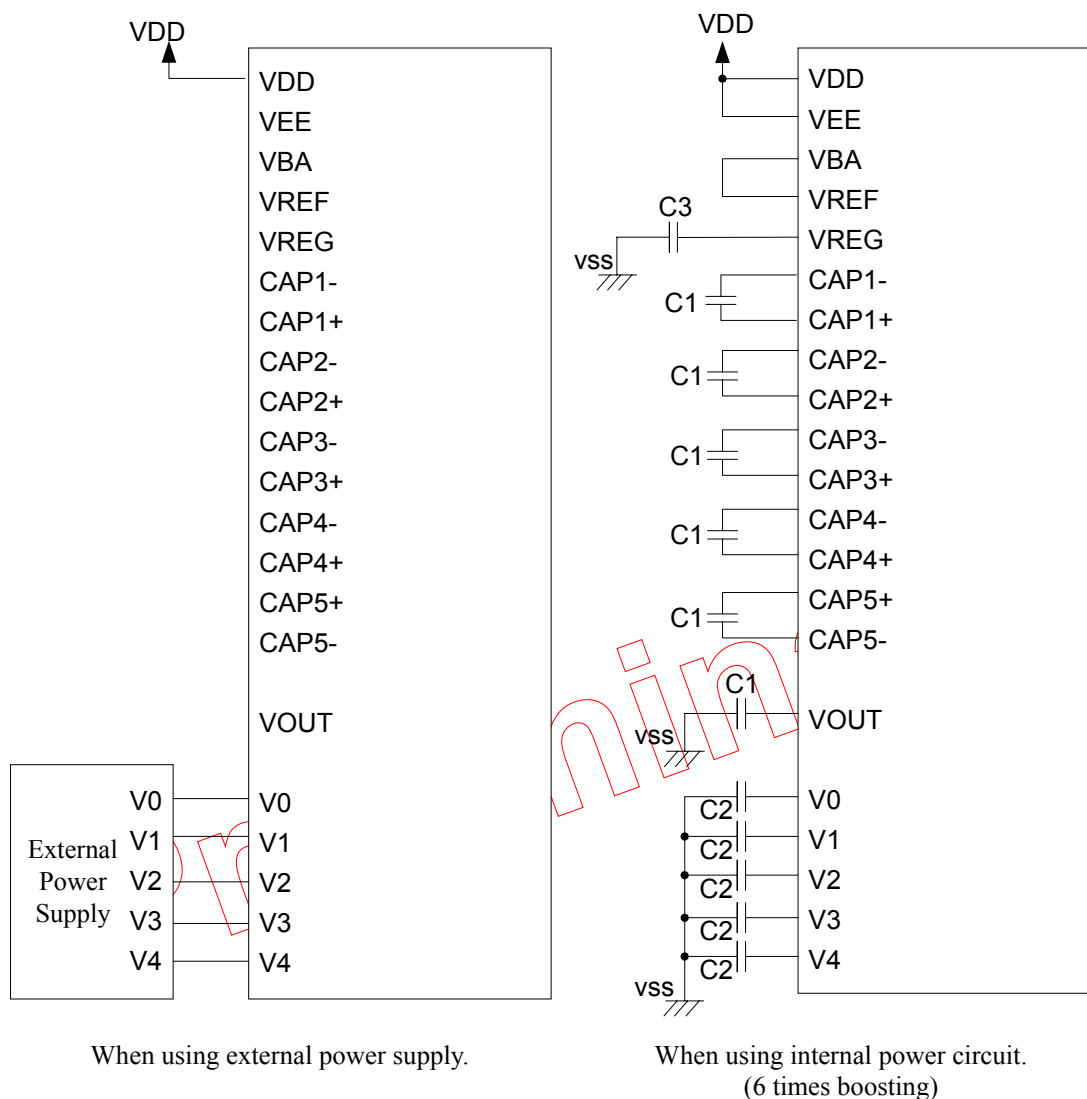 VDD
VDD
VEE
VBA
VREF
VREG
CAP1-
CAP1+
CAP2-
CAP2+
CAP3-
CAP3+
CAP4-
CAP4+
CAP5+
CAP5-
VOUT
V0
V1
V2
V3
V4
External
Power
Supply
V0
V1
V2
V3
V4
When using external power supply.
VDD
VDD
VEE
VBA
VREF
C3
VREG
vss
CAP1-
C1
CAP1+
CAP2-
C1
CAP2+
CAP3-
C1
CAP3+
CAP4-
C1
CAP4+
CAP5+
C1
CAP5-
C1
VOUT
vss
V0
C2
V1
C2
V2
C2
V3
C2
V4
C2
vss
When using internal power circuit.
(6 times boosting)